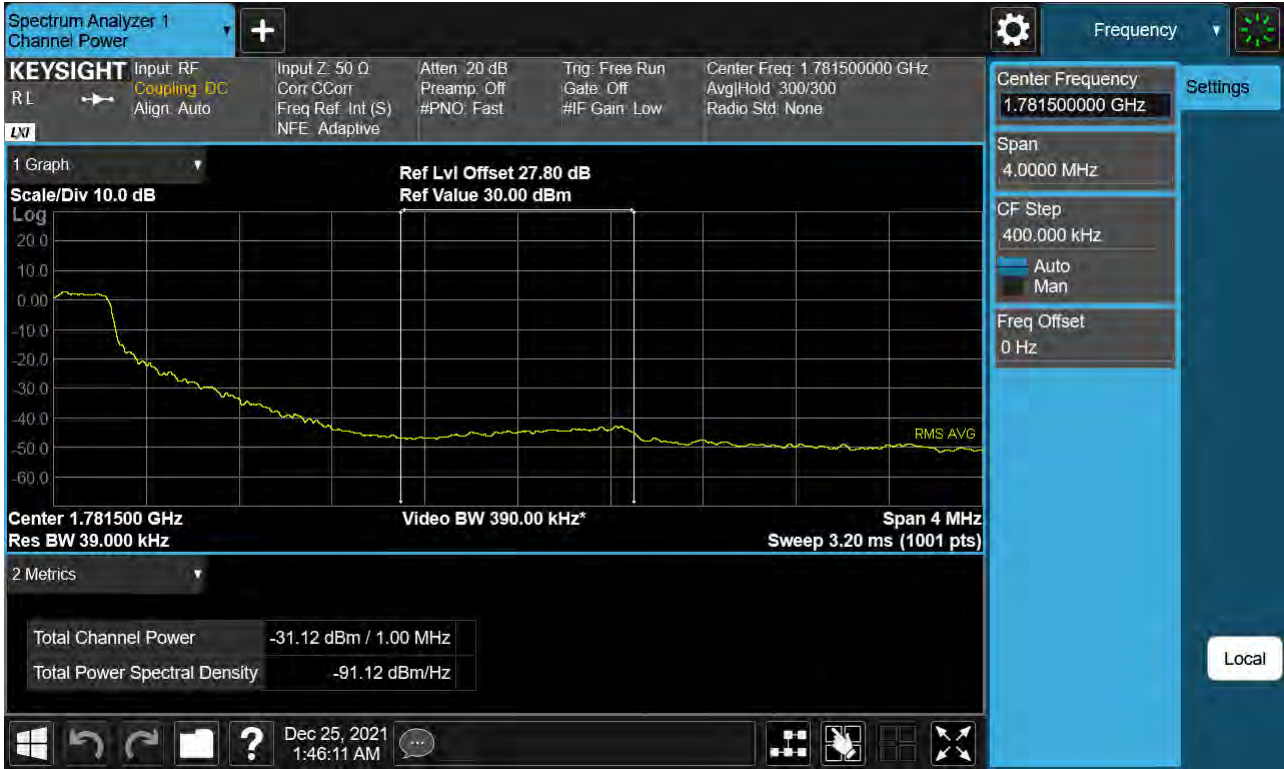 Spectrum Analyzer 1
Channel Power
+
Frequency
KEYSIGHT
R L
LXI
Input: RF
Coupling: DC
Align: Auto
Input Z: 50 Ω
Corr CCorr
Freq Ref: Int (S)
NFE: Adaptive
Atten: 20 dB
Preamp: Off
#PNO: Fast
Trig: Free Run
Gate: Off
#IF Gain: Low
Center Freq: 1.781500000 GHz
Avg|Hold: 300/300
Radio Std: None
Center Frequency
1.781500000 GHz
Settings
Span
4.0000 MHz
CF Step
400.000 kHz
Auto
Man
Freq Offset
0 Hz
Local
1 Graph
Scale/Div 10.0 dB
Ref Lvl Offset 27.80 dB
Ref Value 30.00 dBm
Log
20.0
10.0
0.00
-10.0
-20.0
-30.0
-40.0
-50.0
-60.0
RMS AVG
Center 1.781500 GHz
Video BW 390.00 kHz*
Span 4 MHz
Res BW 39.000 kHz
Sweep 3.20 ms (1001 pts)
2 Metrics
Total Channel Power -31.12 dBm / 1.00 MHz
Total Power Spectral Density -91.12 dBm/Hz
?
Dec 25, 2021
1:46:11 AM